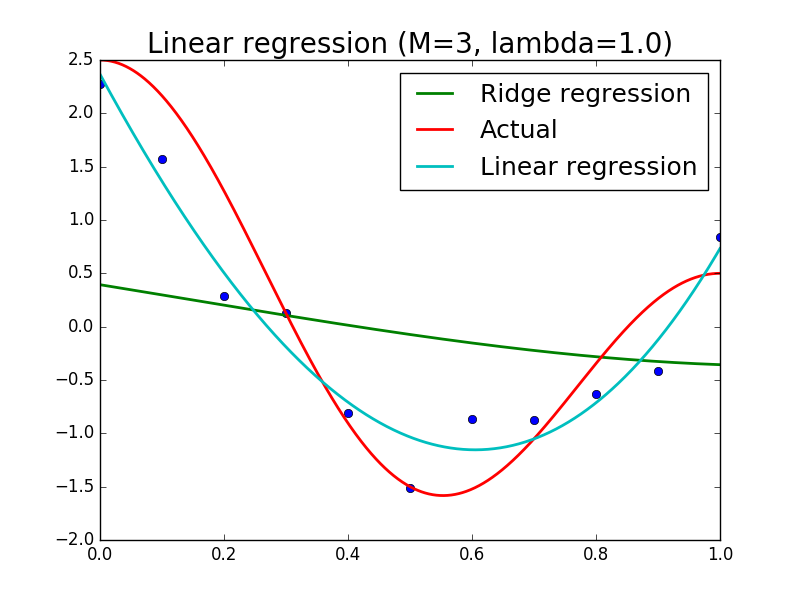 Linear regression (M=3, lambda=1.0)
2.5
2.0
1.5
1.0
0.5
0.0
−0.5
−1.0
−1.5
−2.0
Ridge regression
Actual
Linear regression
0.0 0.2 0.4 0.6 0.8 1.0